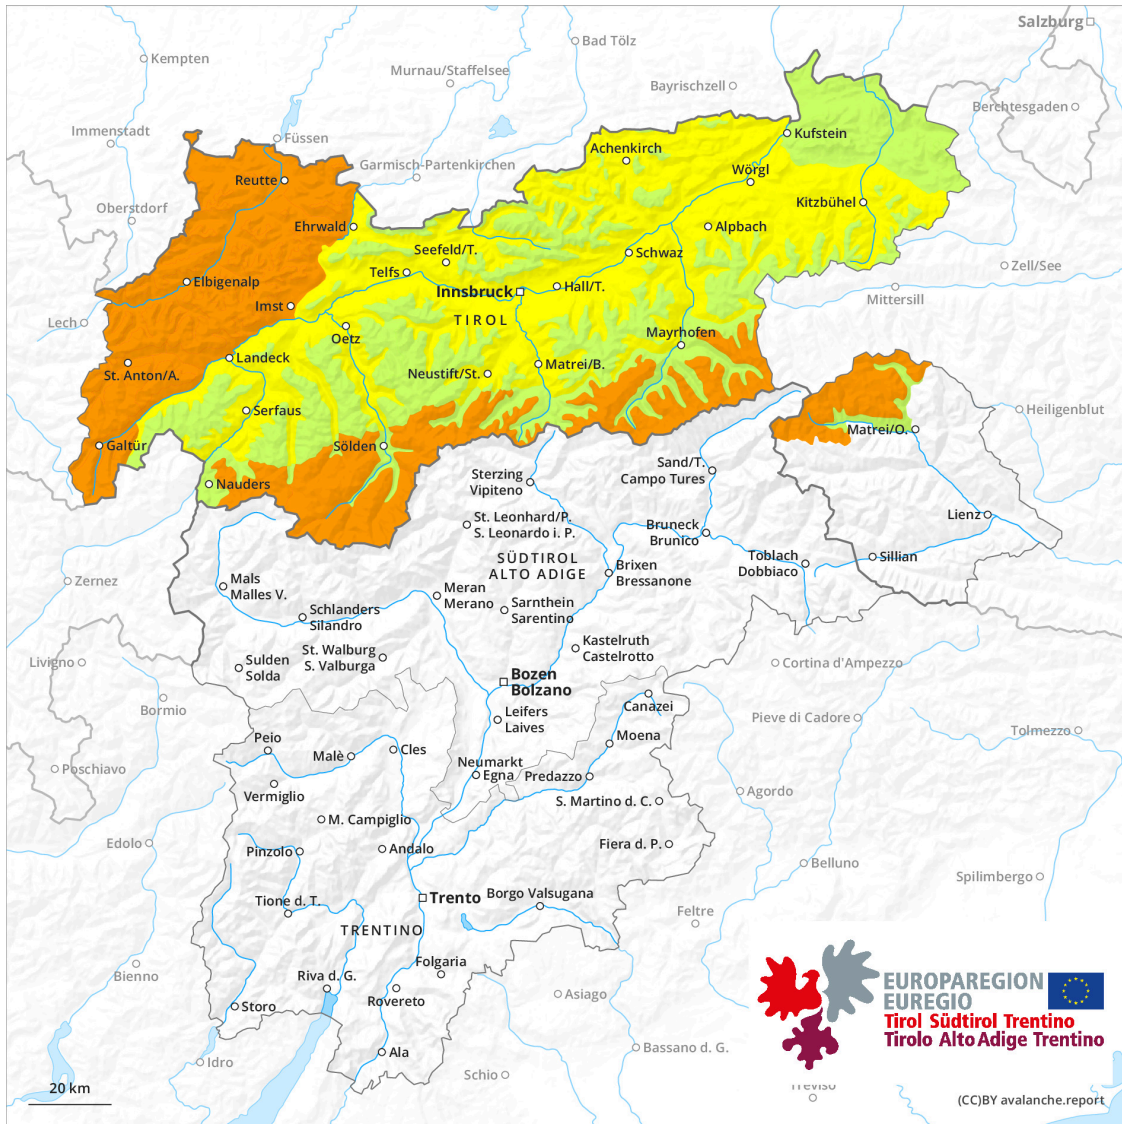 Salzburg
Bad Tölz
Kempten
Murnau/Staffelsee
Bayrischzell
Berchtesgaden
Immenstadt
Füssen
Kufstein
Achenkirch
Garmisch-Partenkirchen
Wörgl
Reutte
Oberstdorf
Kitzbühel
Ehrwald
Alpbach
Seefeld/T.
Schwaz
Telfs
Zell/See
Elbigenalp
Innsbruck
Hall/T.
Mittersill
Imst
Lech
TIROL
Oetz
Mayrhofen
Landeck
St. Anton/A.
Neustift/St.
Matrei/B.
Serfaus
Heiligenblut
Matrei/O.
Galtür
Sölden
Nauders
Sterzing
Vipiteno
Sand/T.
Campo Tures
St. Leonhard/P.
S. Leonardo i. P.
Lienz
Bruneck
Brunico
SÜDTIROL
ALTO ADIGE
Toblach
Dobbiaco
Sillian
Brixen
Bressanone
Zernez
Mals
Malles V.
Meran
Merano
Sarnthein
Sarentino
Schlanders
Silandro
Kastelruth
Castelrotto
St. Walburg
S. Valburga
Livigno
Sulden
Solda
Cortina d'Ampezzo
Bozen
Bolzano
Bormio
Canazei
Leifers
Laives
Pieve di Cadore
Tolmezzo
Moena
Peio
Malè
Cles
Poschiavo
Neumarkt
Egna
Predazzo
Vermiglio
Agordo
S. Martino d. C.
M. Campiglio
Edolo
Pinzolo
Andalo
Fiera d. P.
Belluno
Spilimbergo
Trento
Borgo Valsugana
Tione d. T.
Feltre
TRENTINO
Folgaria
Bienno
Riva d. G.
Rovereto
Asiago
Storo
EUROPAREGION
EUREGIO
Tirol Südtirol Trentino
Tirolo Alto Adige Trentino
Ala
Bassano d. G.
Idro
Schio
Treviso
20 km
(CC)BY avalanche.report